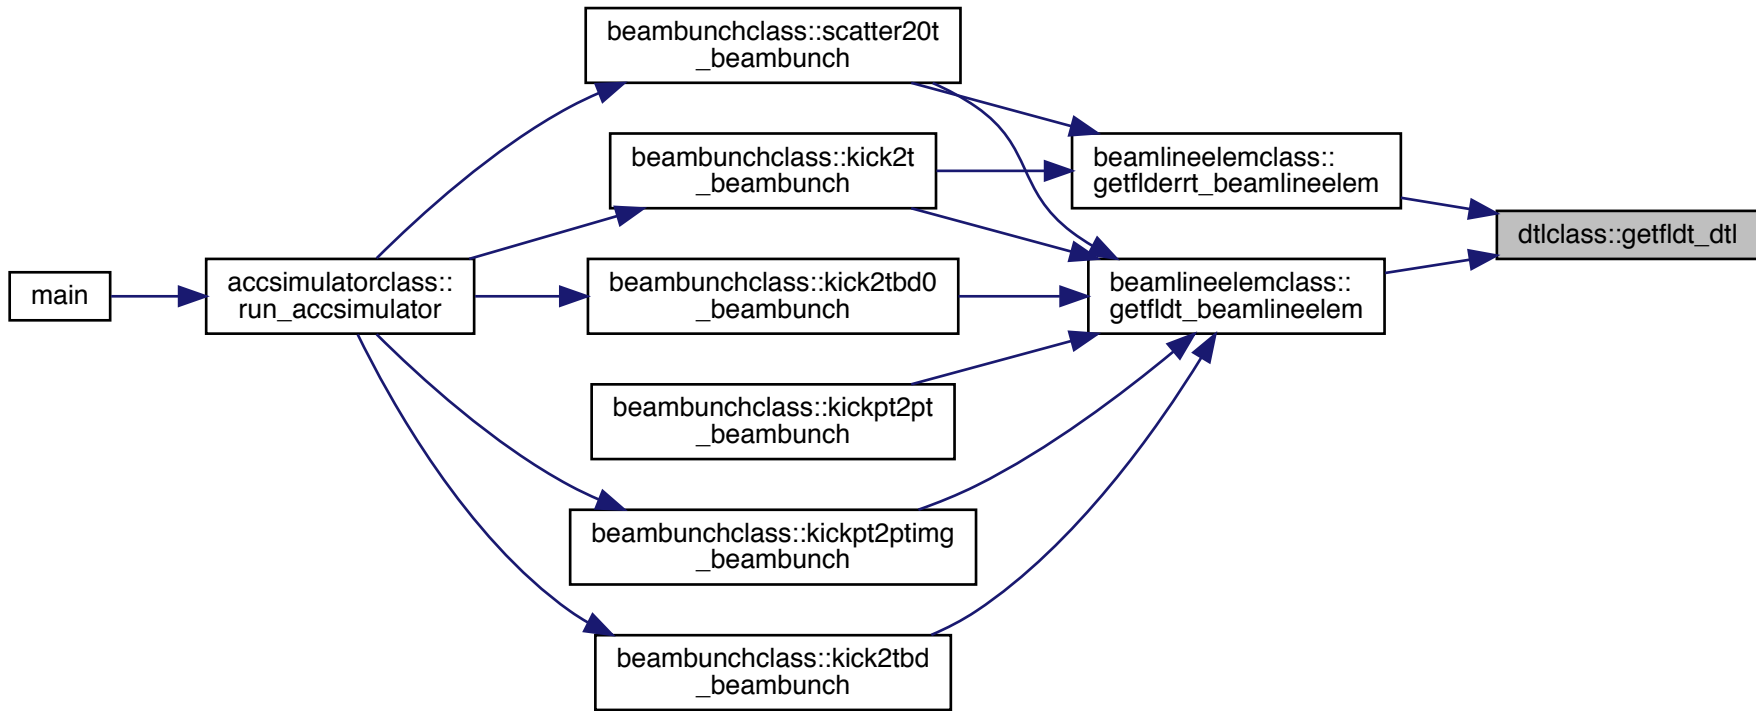 beambunchclass::scatter20t
_beambunch
beambunchclass::kick2t
_beambunch
beamlineelemclass::
getflderrt_beamlineelem
dtlclass::getfldt_dtl
main
accsimulatorclass::
run_accsimulator
beambunchclass::kick2tbd0
_beambunch
beamlineelemclass::
getfldt_beamlineelem
beambunchclass::kickpt2pt
_beambunch
beambunchclass::kickpt2ptimg
_beambunch
beambunchclass::kick2tbd
_beambunch